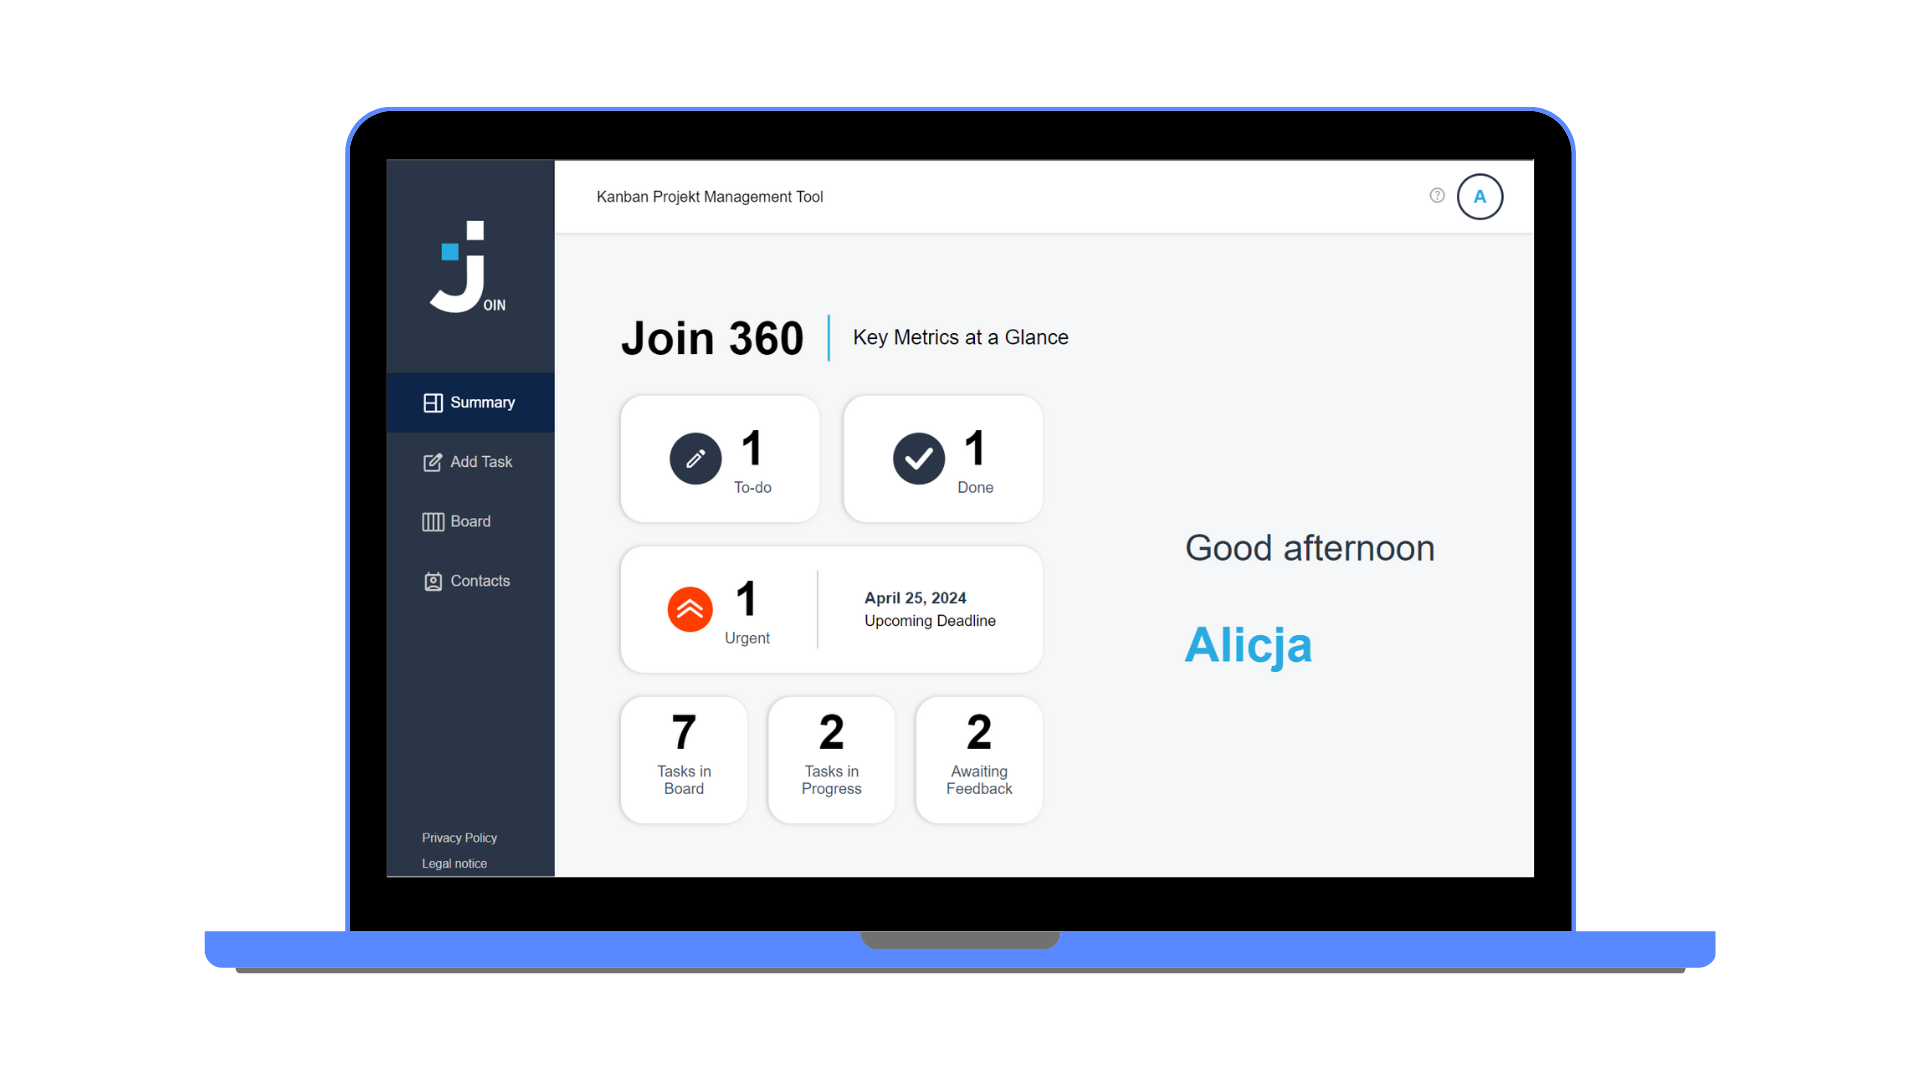 Kanban Projekt Management Tool
A
OIN
Summary
Add Task
Board
Contacts
Privacy Policy
Legal notice
Join 360
Key Metrics at a Glance
1
To-do
1
Done
1
Urgent
April 25, 2024
Upcoming Deadline
7
Tasks in
Board
2
Tasks in
Progress
2
Awaiting
Feedback
Good afternoon
Alicja